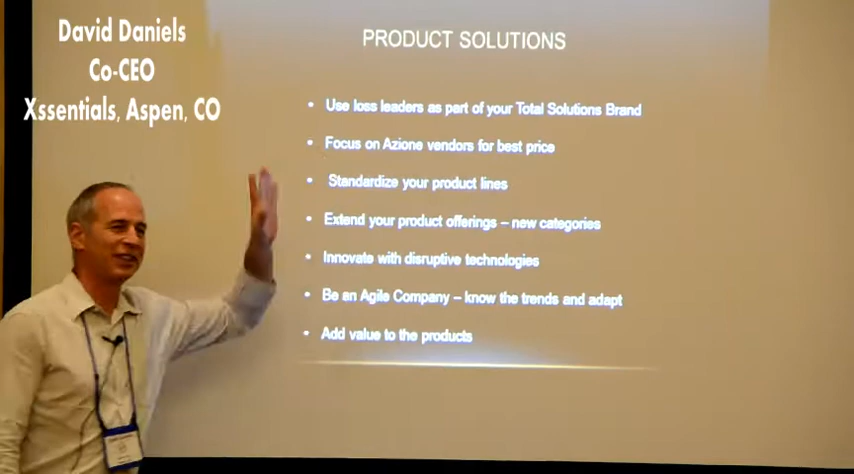 David Daniels
Co-CEO
Xssentials, Aspen, CO
PRODUCT SOLUTIONS
• Use loss leaders as part of your Total Solutions Brand
• Focus on Azione vendors for best price
• Standardize your product lines
• Extend your product offerings – new categories
• Innovate with disruptive technologies
• Be an Agile Company – know the trends and adapt
• Add value to the products